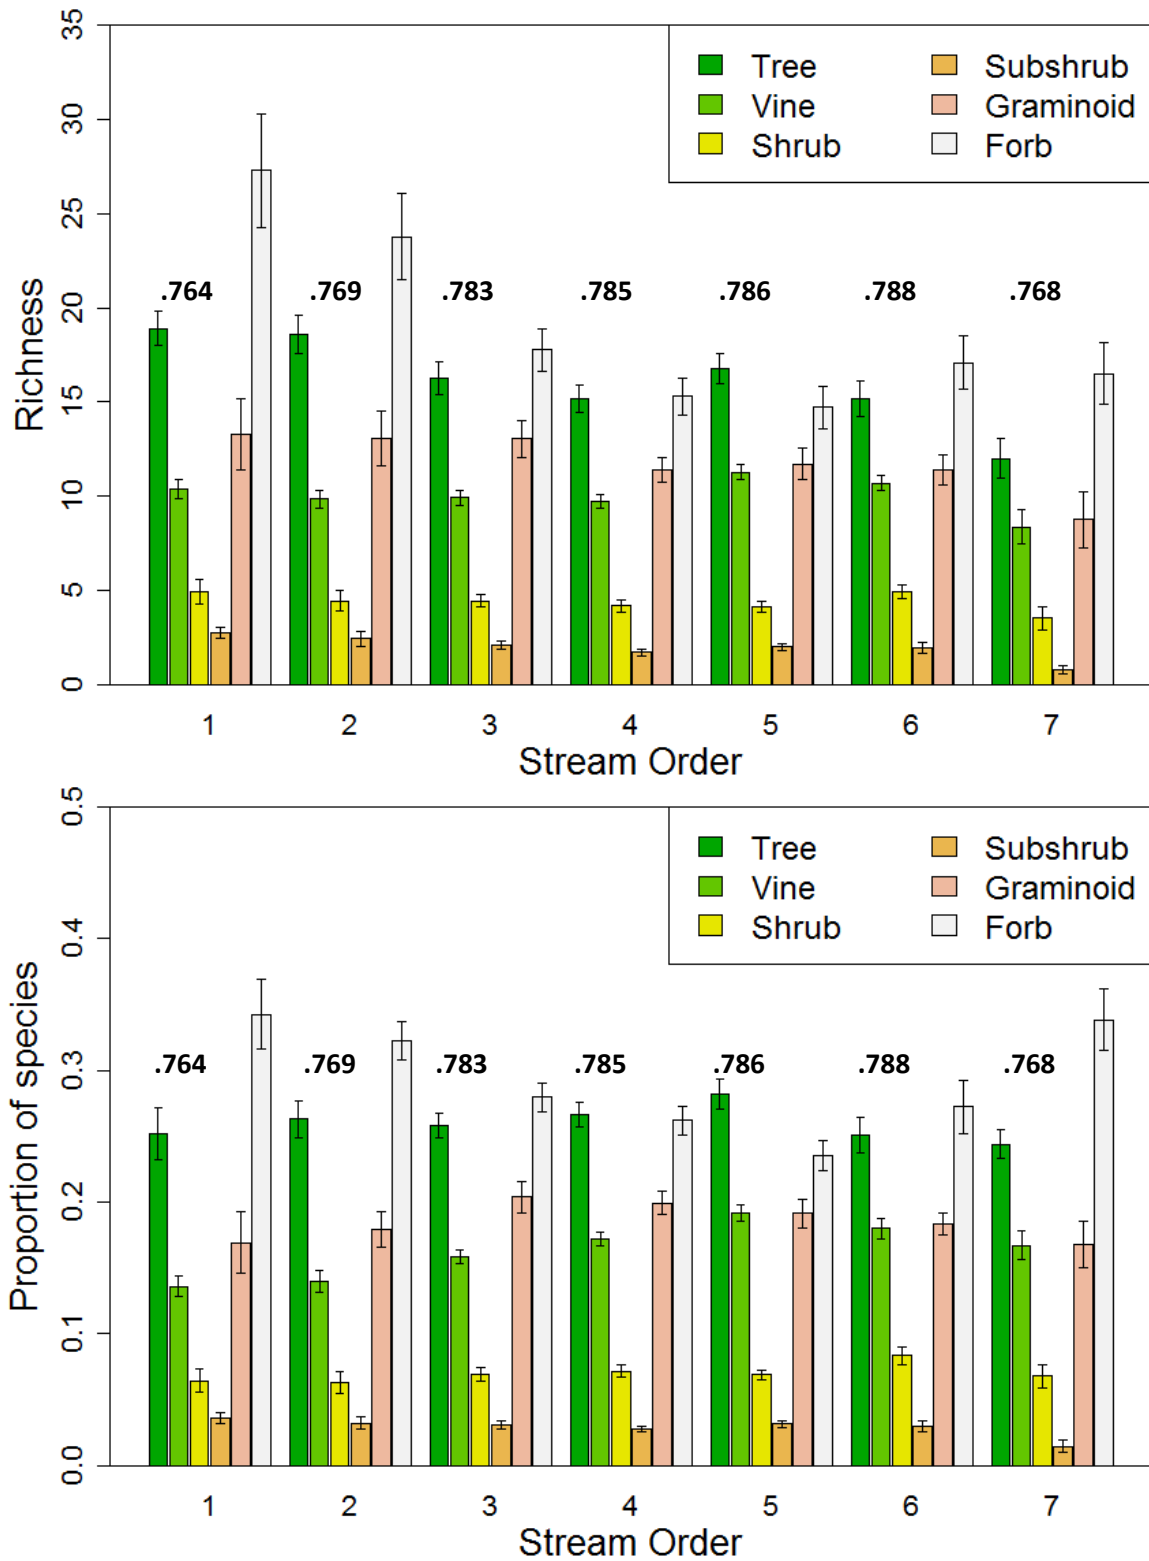 35
30
25
20
15
10
5
0
Richness
Tree
Vine
Shrub
Subshrub
Graminoid
Forb
.764 .769 .783 .785 .786 .788 .768
1 2 3 4 5 6 7
Stream Order
0.5
0.4
0.3
0.2
0.1
0.0
Proportion of species
Tree
Vine
Shrub
Subshrub
Graminoid
Forb
.764 .769 .783 .785 .786 .788 .768
1 2 3 4 5 6 7
Stream Order